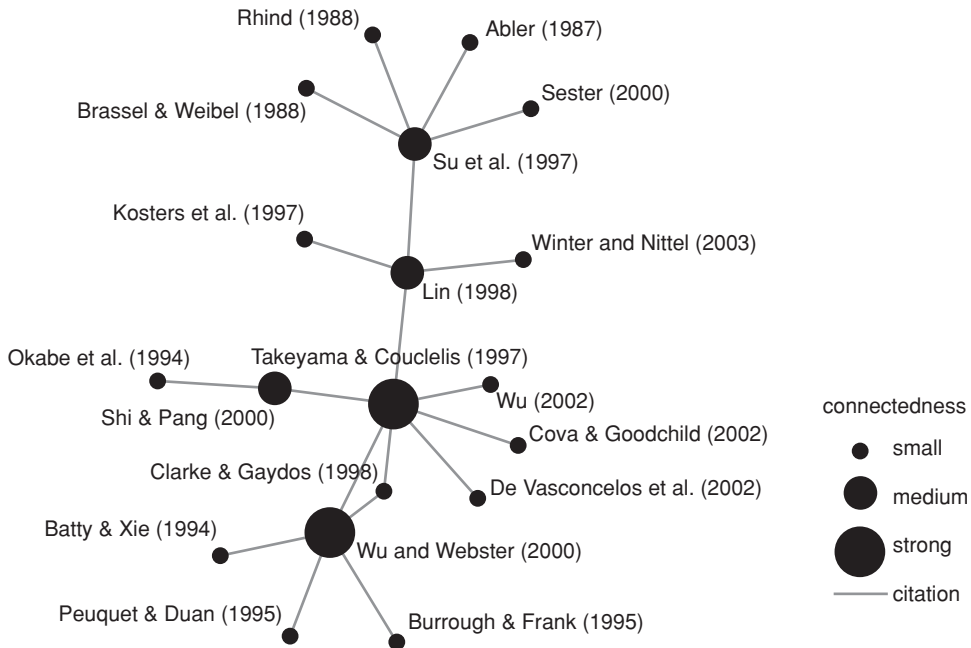 Rhind (1988)
Abler (1987)
Sester (2000)
Brassel & Weibel (1988)
Su et al. (1997)
Kosters et al. (1997)
Winter and Nittel (2003)
Lin (1998)
Okabe et al. (1994)
Takeyama & Couclelis (1997)
Wu (2002)
Shi & Pang (2000)
Cova & Goodchild (2002)
Clarke & Gaydos (1998)
De Vasconcelos et al. (2002)
Batty & Xie (1994)
Wu and Webster (2000)
Peuquet & Duan (1995)
Burrough & Frank (1995)
connectedness
small
medium
strong
citation